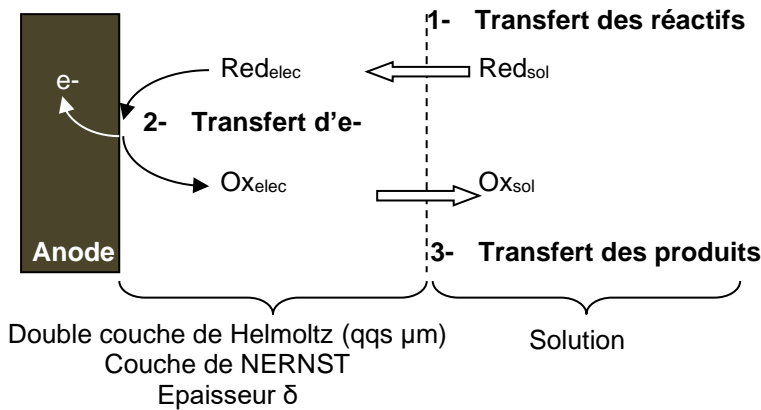 1- Transfert des réactifs
e-
Redelec
Redsol
2- Transfert d'e-
Oxelec
Oxsol
Anode
3- Transfert des produits
Double couche de Helmoltz (qqs µm)
Couche de NERNST
Epaisseur δ
Solution